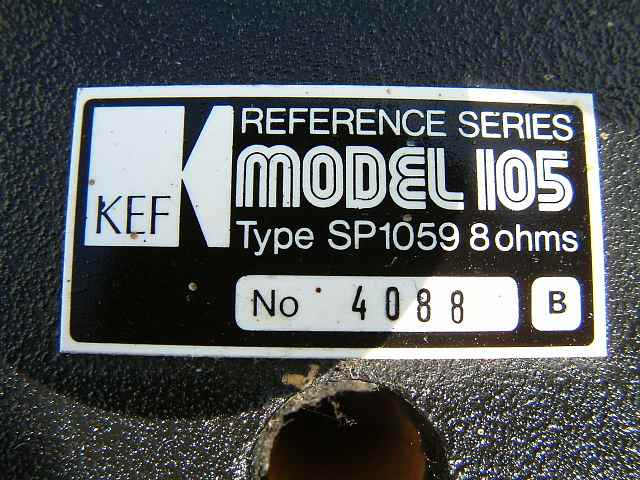 KEF
REFERENCE SERIES
MODEL 105
Type SP1059 8 ohms
No 4088 B